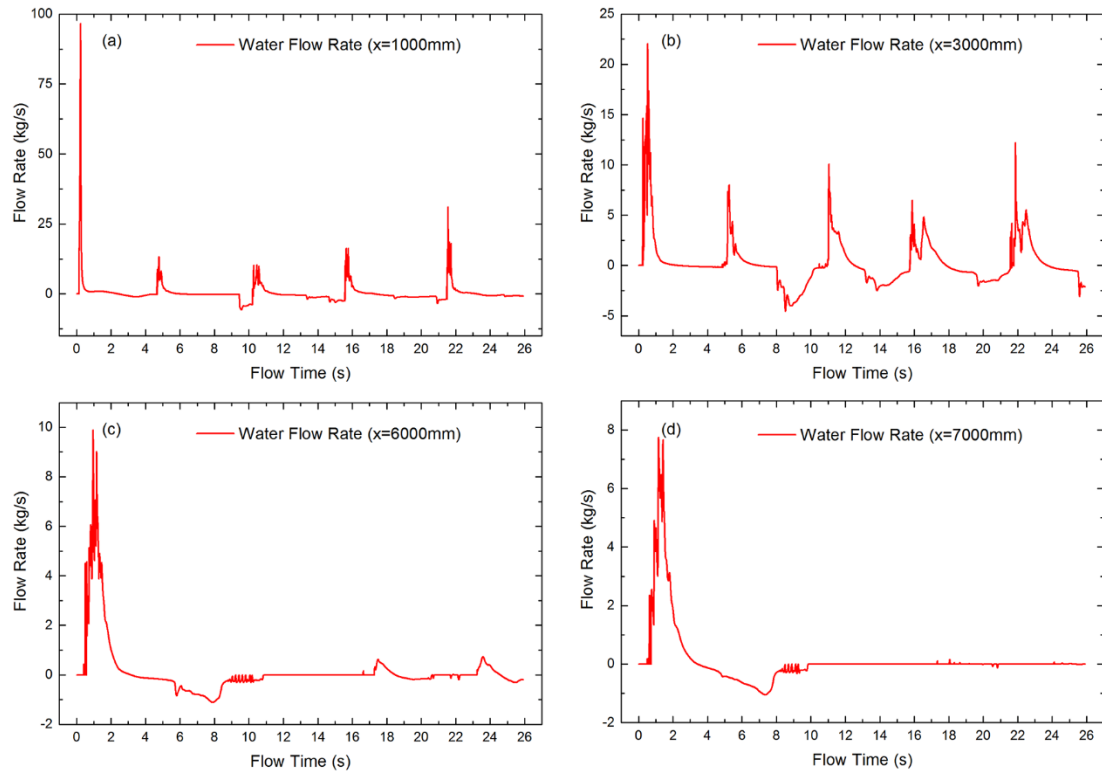 (a)
Water Flow Rate (x=1000mm)
Flow Rate (kg/s)
100
75
50
25
0
0 2 4 6 8 10 12 14 16 18 20 22 24 26
Flow Time (s)
(b)
Water Flow Rate (x=3000mm)
Flow Rate (kg/s)
25
20
15
10
5
0
-5
0 2 4 6 8 10 12 14 16 18 20 22 24 26
Flow Time (s)
(c)
Water Flow Rate (x=6000mm)
Flow Rate (kg/s)
10
8
6
4
2
0
-2
0 2 4 6 8 10 12 14 16 18 20 22 24 26
Flow Time (s)
(d)
Water Flow Rate (x=7000mm)
Flow Rate (kg/s)
8
6
4
2
0
-2
0 2 4 6 8 10 12 14 16 18 20 22 24 26
Flow Time (s)